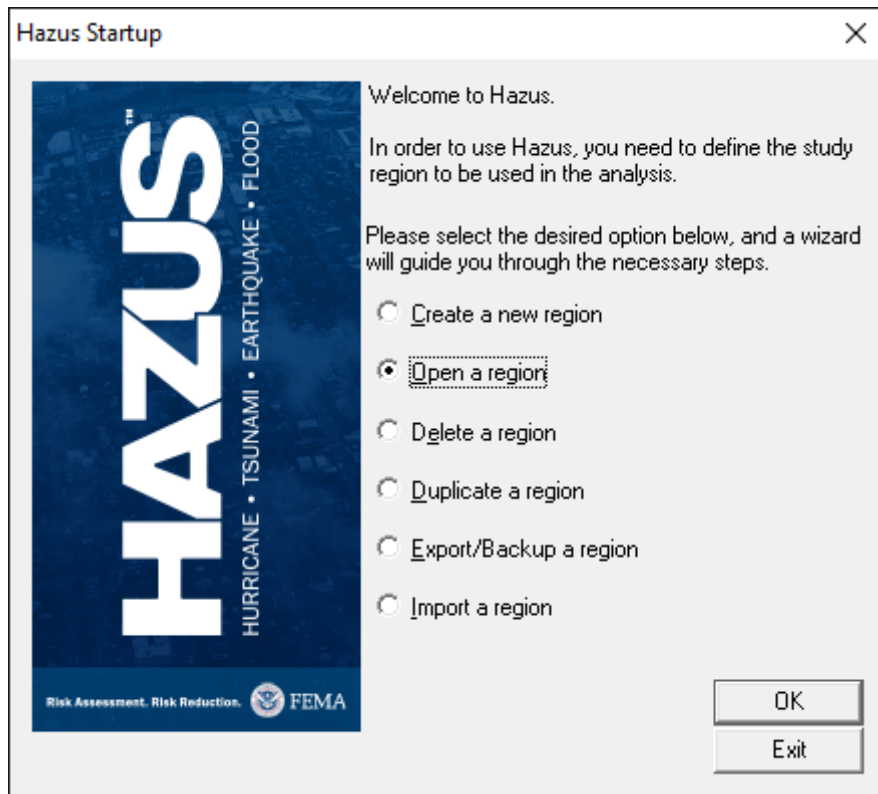 Hazus Startup
HAZUS™
HURRICANE • TSUNAMI • EARTHQUAKE • FLOOD
Risk Assessment. Risk Reduction. FEMA
Welcome to Hazus.
In order to use Hazus, you need to define the study
region to be used in the analysis.
Please select the desired option below, and a wizard
will guide you through the necessary steps.
Create a new region
Open a region
Delete a region
Duplicate a region
Export/Backup a region
Import a region
OK
Exit